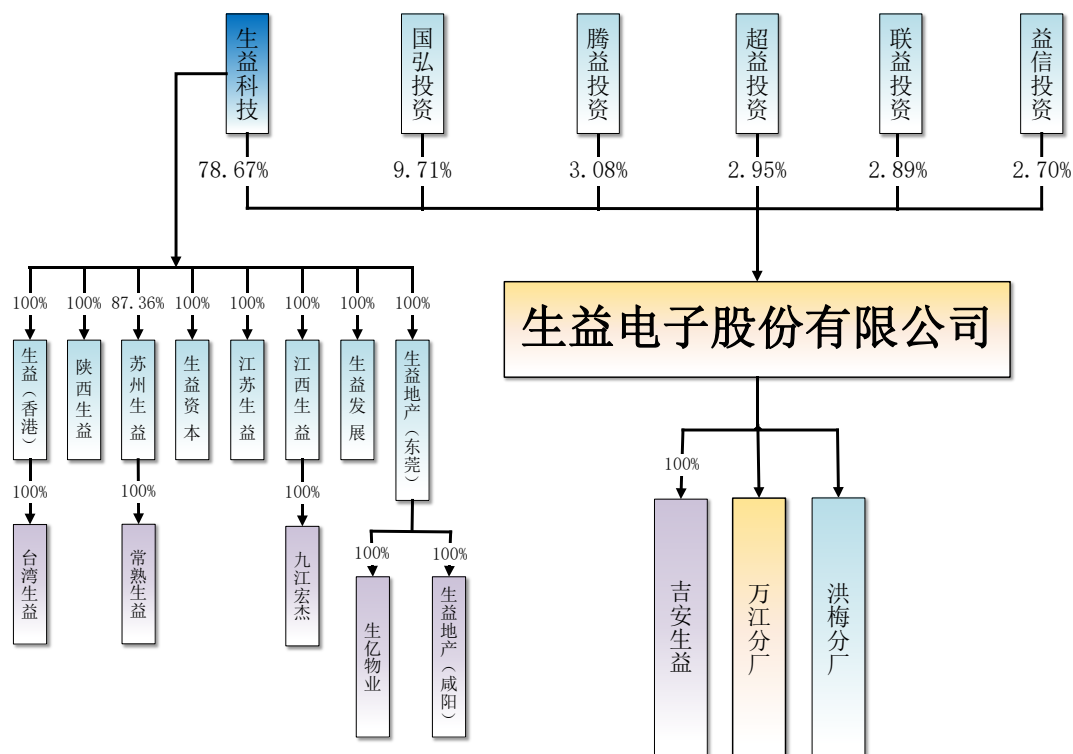 生益科技
国弘投资
腾益投资
超益投资
联益投资
益信投资
78.67%
9.71%
3.08%
2.95%
2.89%
2.70%
100%
100%
87.36%
100%
100%
100%
100%
100%
生益（香港）
陕西生益
苏州生益
生益资本
江苏生益
江西生益
生益发展
生益地产（东莞）
生益电子股份有限公司
100%
100%
100%
100%
台湾生益
常熟生益
九江宏杰
100%
100%
生亿物业
生益地产（咸阳）
吉安生益
万江分厂
洪梅分厂